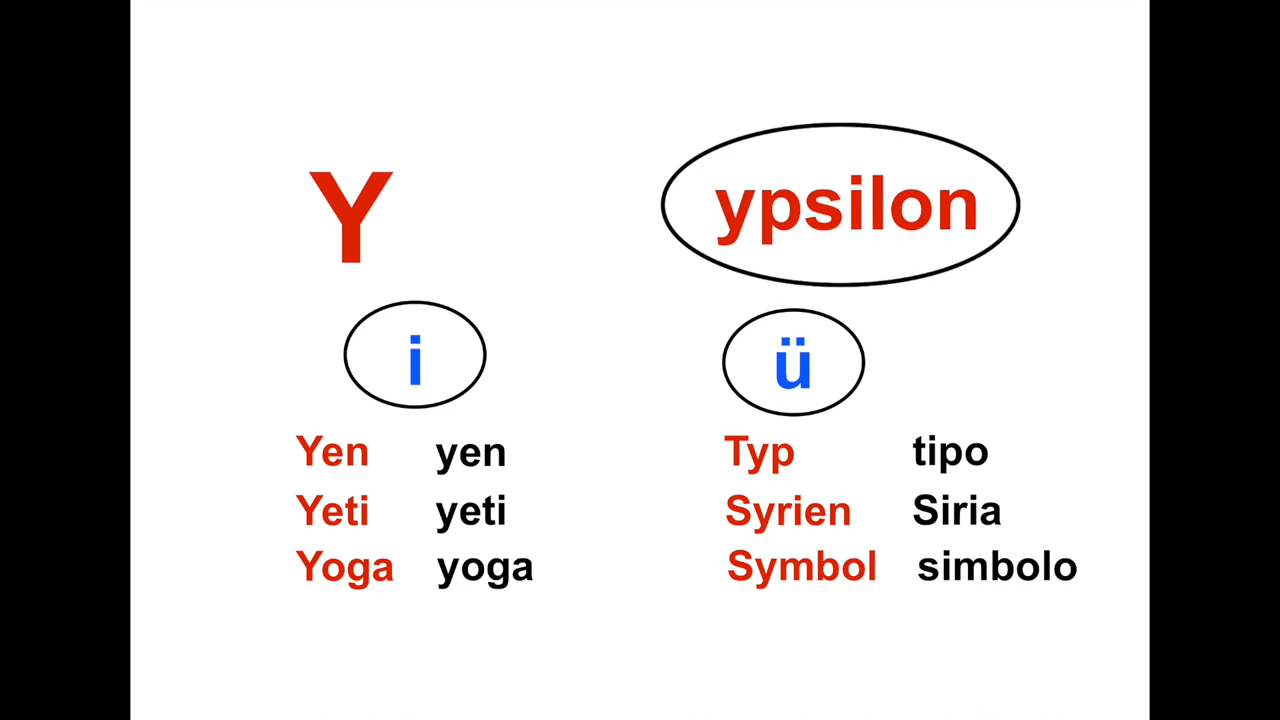 Y ypsilon
i ü
Yen yen Typ tipo
Yeti yeti Syrien Siria
Yoga yoga Symbol simbolo